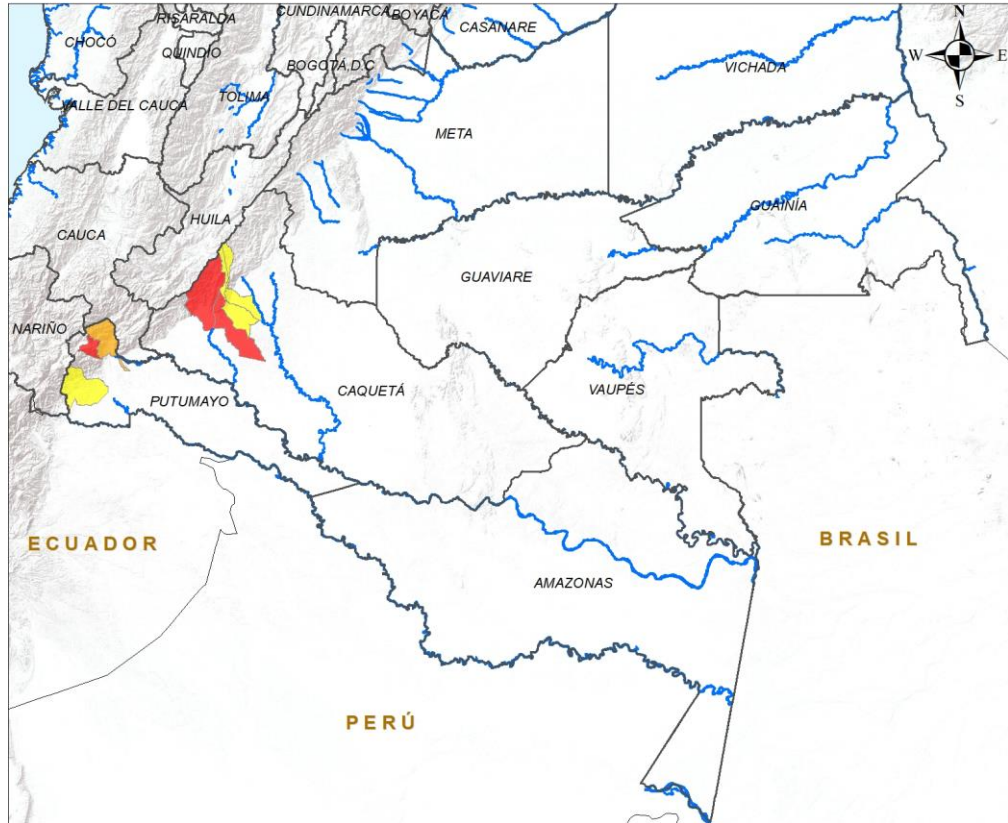 CUNDINAMARCA
BOYACÁ
RISARALDA
CASANARE
N
CHOCÓ
QUINDÍO
BOGOTÁ D.C
VICHADA
W
E
S
TOLIMA
VALLE DEL CAUCA
META
HUILA
GUAINÍA
CAUCA
GUAVIARE
NARIÑO
CAQUETÁ
VAUPÉS
PUTUMAYO
ECUADOR
BRASIL
AMAZONAS
PERÚ